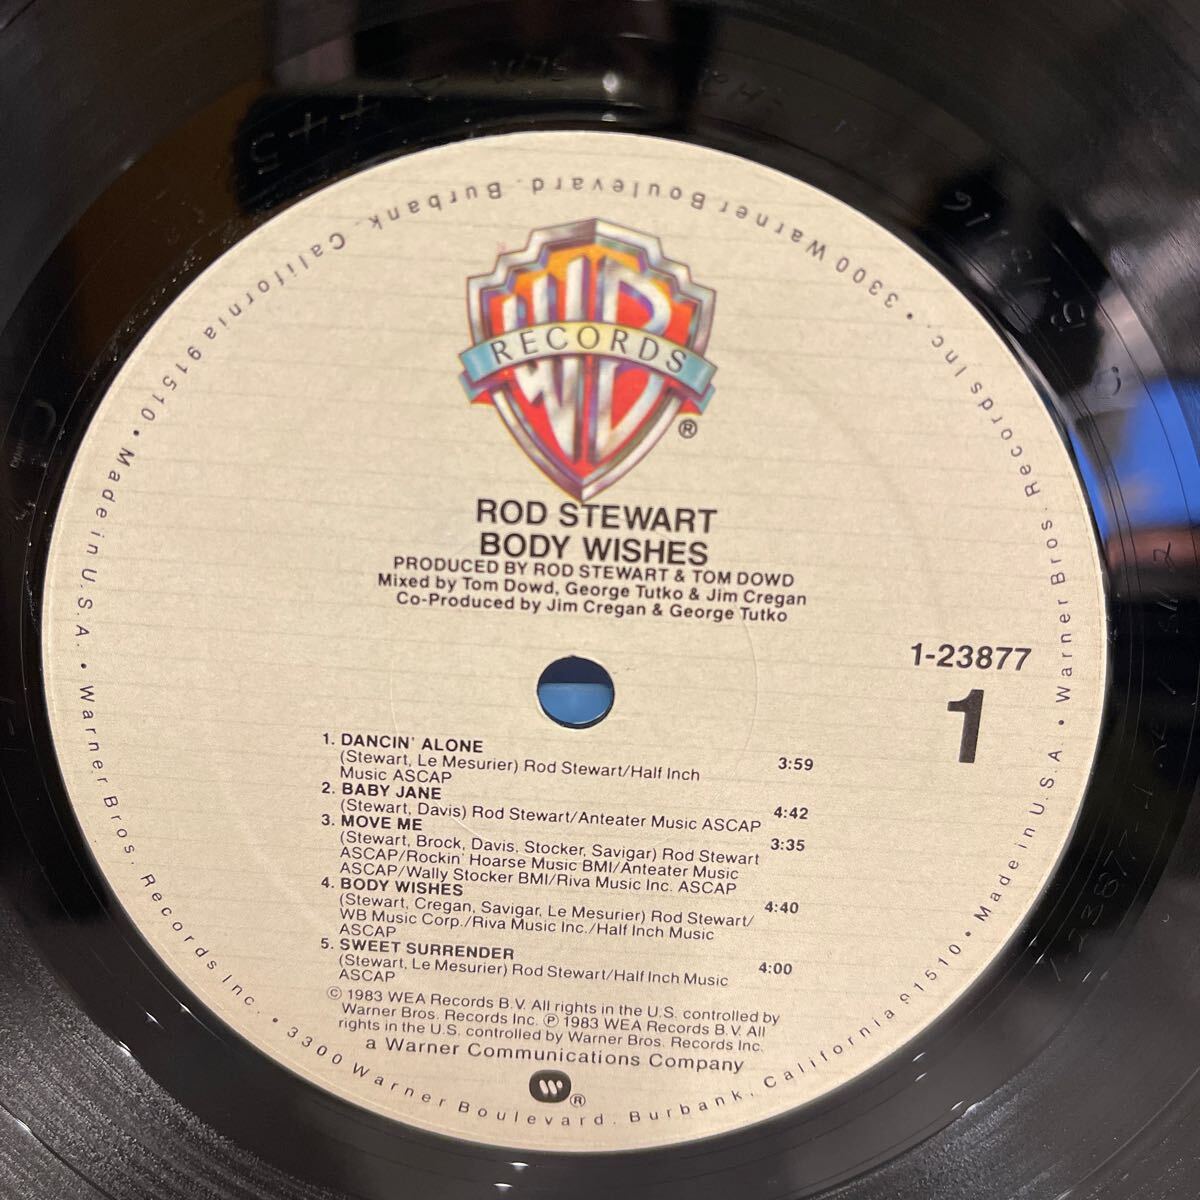 RECORDS
®
ROD STEWART
BODY WISHES
PRODUCED BY ROD STEWART & TOM DOWD
Mixed by Tom Dowd, George Tutko & Jim Cregan
Co-Produced by Jim Cregan & George Tutko
1-23877
1
1. DANCIN' ALONE
(Stewart, Le Mesurier) Rod Stewart/Half Inch 3:59
Music ASCAP
2. BABY JANE
(Stewart, Davis) Rod Stewart/Anteater Music ASCAP 4:42
3. MOVE ME
(Stewart, Brock, Davis, Stocker, Savigar) Rod Stewart 3:35
ASCAP/Rockin' Hoarse Music BMI/Anteater Music
ASCAP/Wally Stocker BMI/Riva Music Inc. ASCAP
4. BODY WISHES
(Stewart, Cregan, Savigar, Le Mesurier) Rod Stewart/ 4:40
WB Music Corp./Riva Music Inc./Half Inch Music
ASCAP
5. SWEET SURRENDER
(Stewart, Le Mesurier) Rod Stewart/Half Inch Music 4:00
ASCAP
© 1983 WEA Records B.V. All rights in the U.S. controlled by
Warner Bros. Records Inc. ℗ 1983 WEA Records B.V. All
rights in the U.S. controlled by Warner Bros. Records Inc.
a Warner Communications Company
®
Made in U.S.A. • Warner Bros. Records Inc. • 3300 Warner Boulevard. Burbank, California 91510 • Made in U.S.A. • Warner Bros. Records Inc. • 3300 Warner Boulevard. Burbank, California 91510 •